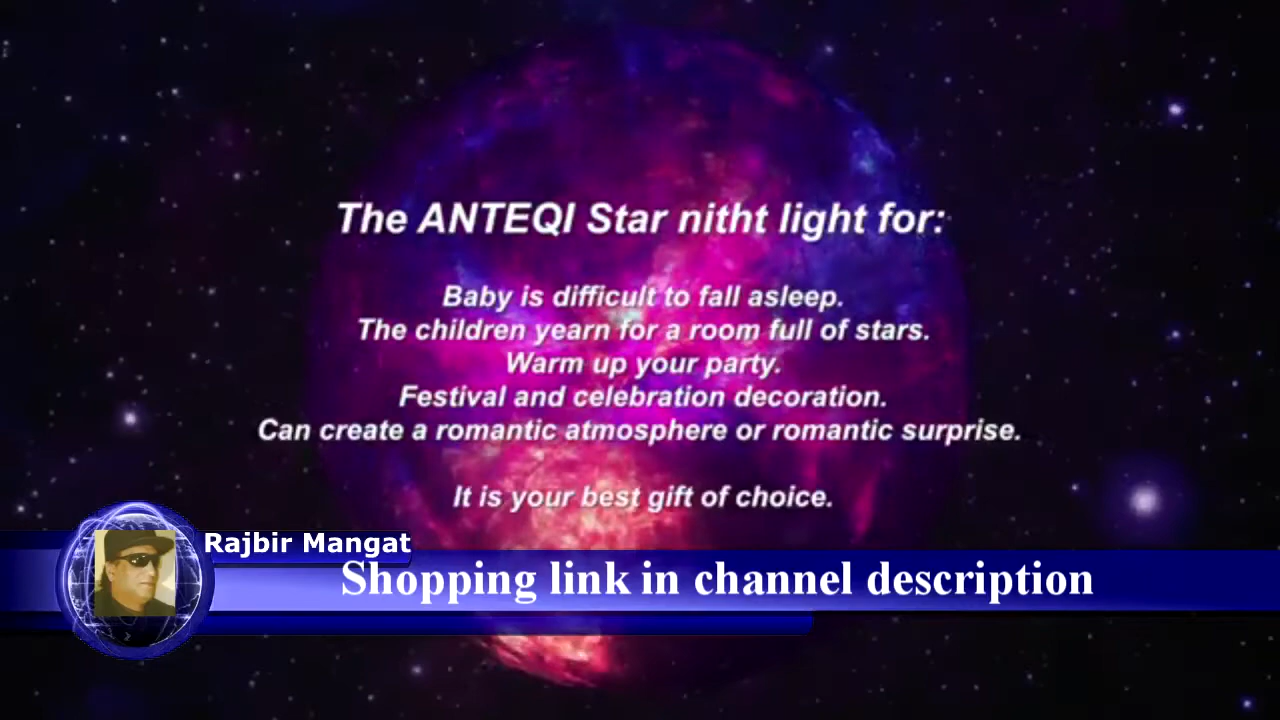 The ANTEQI Star nitht light for:
Baby is difficult to fall asleep.
The children yearn for a room full of stars.
Warm up your party.
Festival and celebration decoration.
Can create a romantic atmosphere or romantic surprise.
It is your best gift of choice.
Rajbir Mangat
Shopping link in channel description